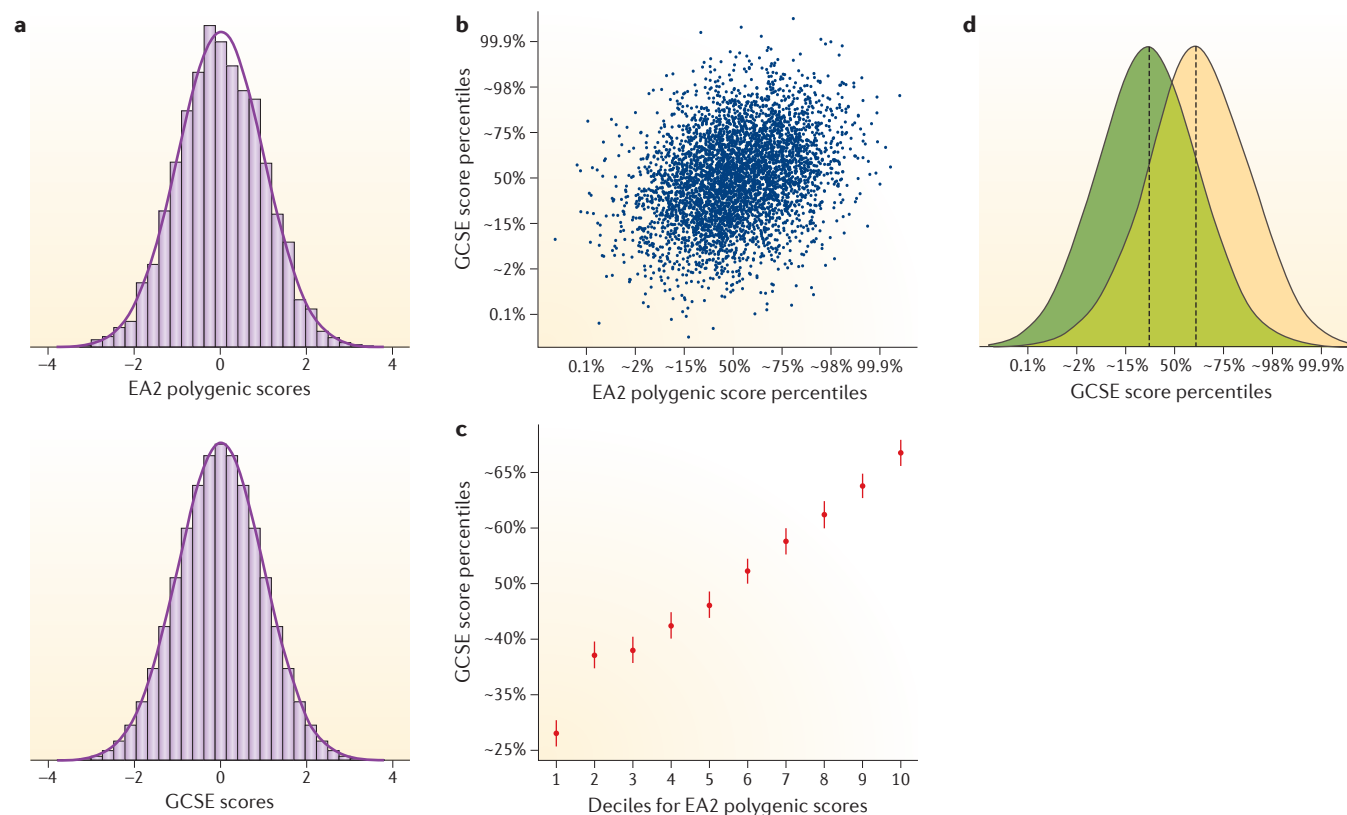 a
−4 −2 0 2 4
EA2 polygenic scores
−4 −2 0 2 4
GCSE scores
b
GCSE score percentiles
99.9%
~98%
~75%
50%
~15%
~2%
0.1%
0.1% ~2% ~15% 50% ~75% ~98% 99.9%
EA2 polygenic score percentiles
c
GCSE score percentiles
~65%
~60%
50%
~40%
~35%
~25%
1 2 3 4 5 6 7 8 9 10
Deciles for EA2 polygenic scores
d
0.1% ~2% ~15% 50% ~75% ~98% 99.9%
GCSE score percentiles